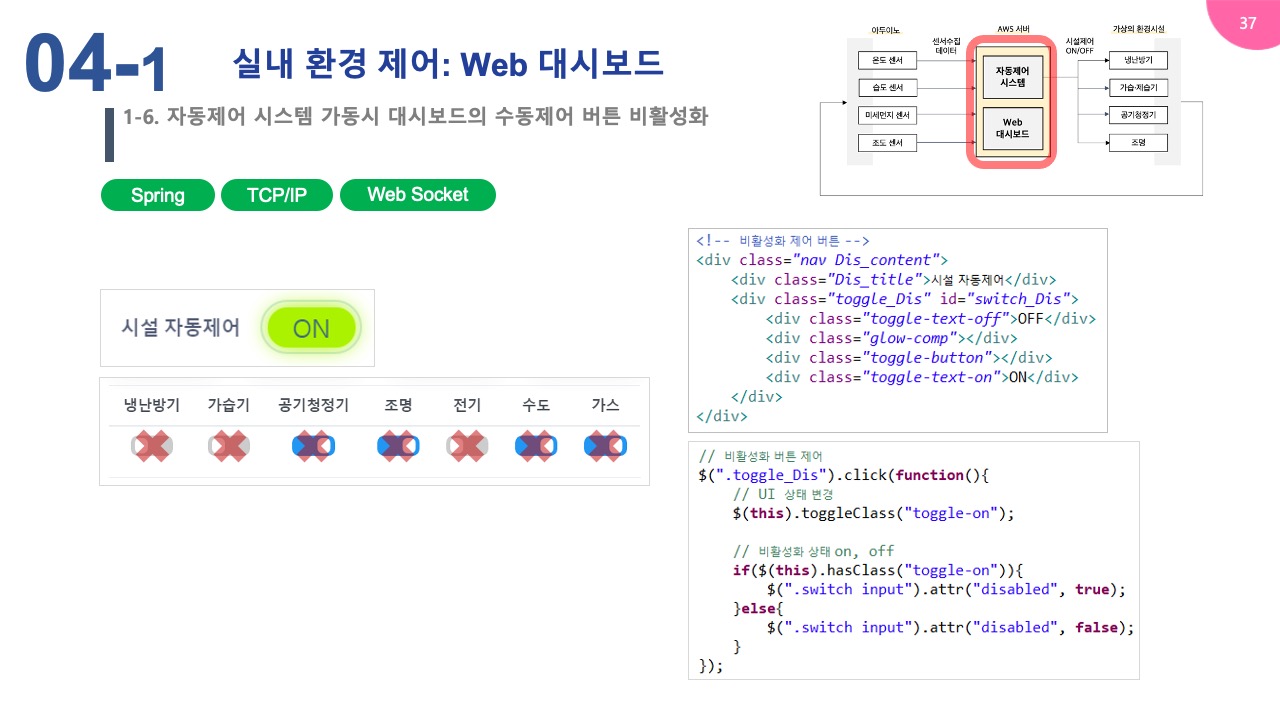 37
04-1
실내 환경 제어: Web 대시보드
1-6. 자동제어 시스템 가동시 대시보드의 수동제어 버튼 비활성화
아두이노
센서수집
데이터
AWS 서버
시설제어
ON/OFF
가상의 환경시설
온도 센서
습도 센서
미세먼지 센서
조도 센서
자동제어
시스템
Web
대시보드
냉난방기
가습·제습기
공기청정기
조명
Spring
TCP/IP
Web Socket
시설 자동제어 ON
냉난방기 가습기 공기청정기 조명 전기 수도 가스
<!-- 비활성화 제어 버튼 -->
<div class="nav Dis_content">
<div class="Dis_title">시설 자동제어</div>
<div class="toggle_Dis" id="switch_Dis">
<div class="toggle-text-off">OFF</div>
<div class="glow-comp"></div>
<div class="toggle-button"></div>
<div class="toggle-text-on">ON</div>
</div>
</div>
// 비활성화 버튼 제어
$(".toggle_Dis").click(function(){
// UI 상태 변경
$(this).toggleClass("toggle-on");
// 비활성화 상태 on, off
if($(this).hasClass("toggle-on")){
$(".switch input").attr("disabled", true);
}else{
$(".switch input").attr("disabled", false);
}
});